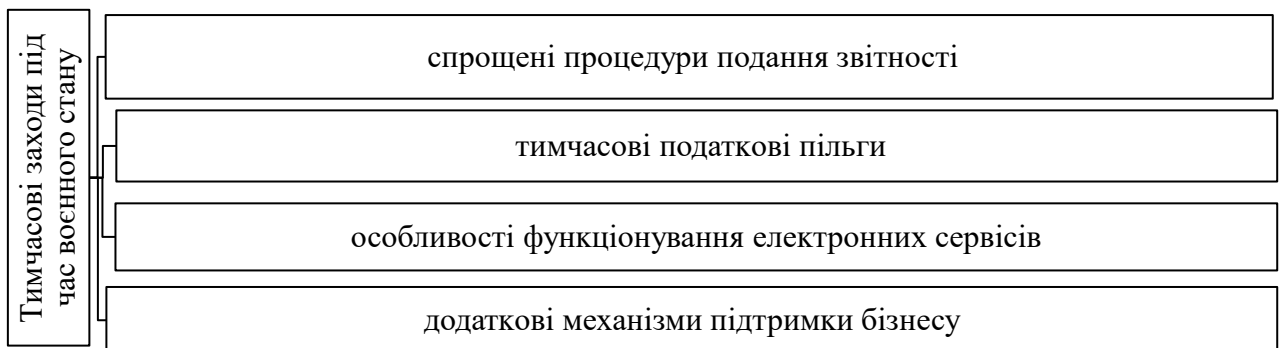 Тимчасові заходи під
час воєнного стану
спрощені процедури подання звітності
тимчасові податкові пільги
особливості функціонування електронних сервісів
додаткові механізми підтримки бізнесу